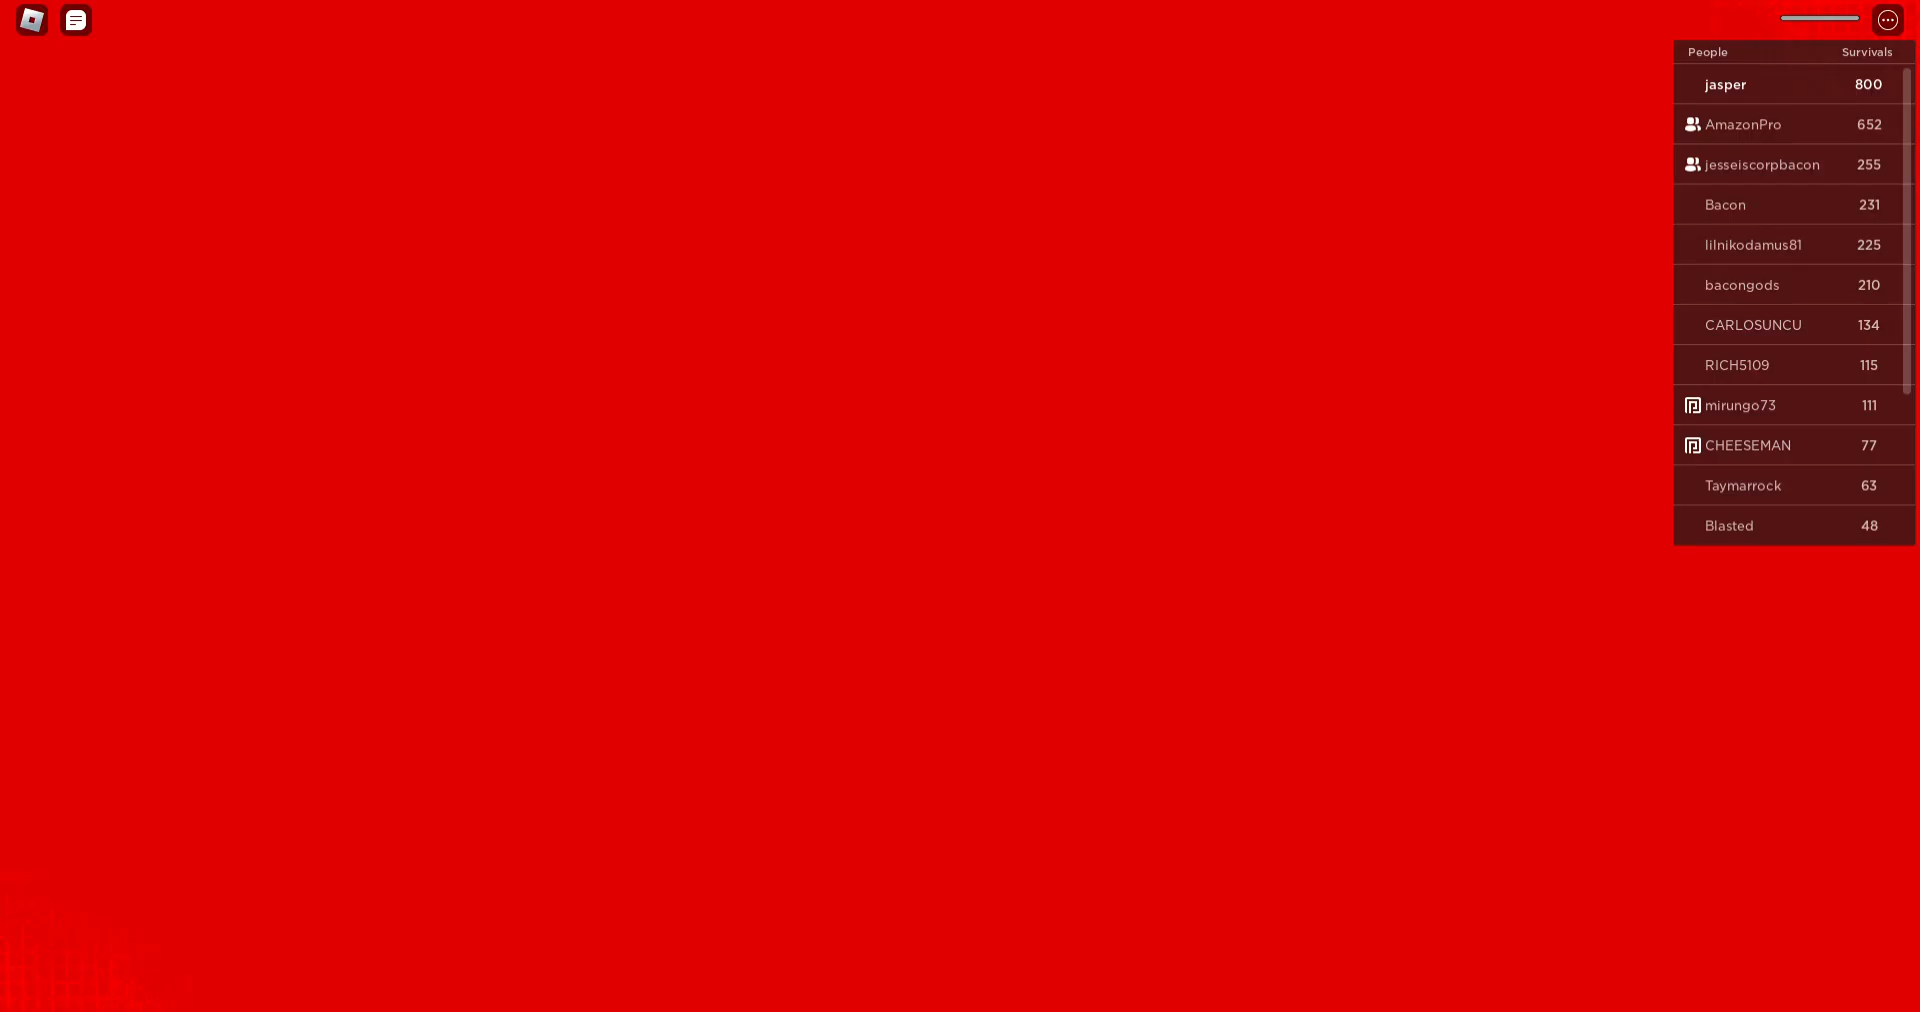 People Survivals
jasper 800
AmazonPro 652
jesseiscorpbacon 255
Bacon 231
lilnikodamus81 225
bacongods 210
CARLOSUNCU 134
RICH5109 115
mirungo73 111
CHEESEMAN 77
Taymarrock 63
Blasted 48